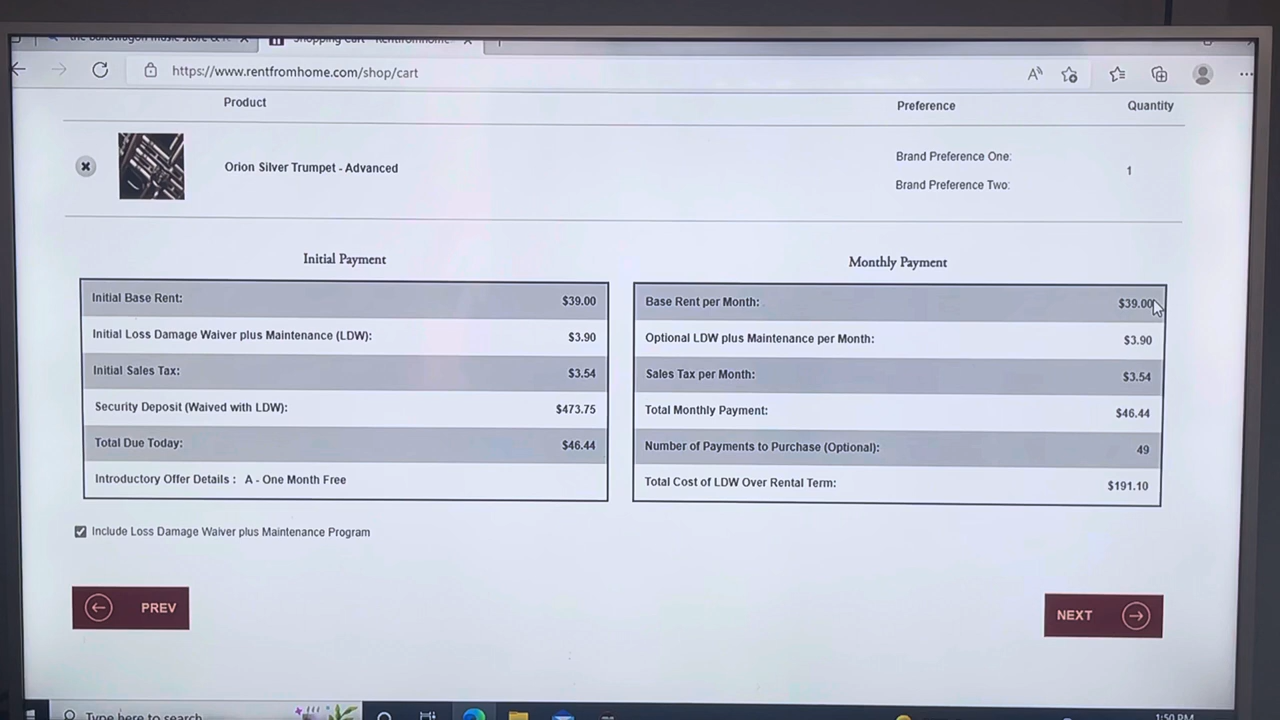 https://www.rentfromhome.com/shop/cart
Product Preference Quantity
Orion Silver Trumpet - Advanced
Brand Preference One:
Brand Preference Two:
1
Initial Payment
Initial Base Rent: $39.00
Initial Loss Damage Waiver plus Maintenance (LDW): $3.90
Initial Sales Tax: $3.54
Security Deposit (Waived with LDW): $473.75
Total Due Today: $46.44
Introductory Offer Details : A - One Month Free
Monthly Payment
Base Rent per Month: $39.00
Optional LDW plus Maintenance per Month: $3.90
Sales Tax per Month: $3.54
Total Monthly Payment: $46.44
Number of Payments to Purchase (Optional): 49
Total Cost of LDW Over Rental Term: $191.10
Include Loss Damage Waiver plus Maintenance Program
PREV
NEXT
Type here to search
1:50 PM